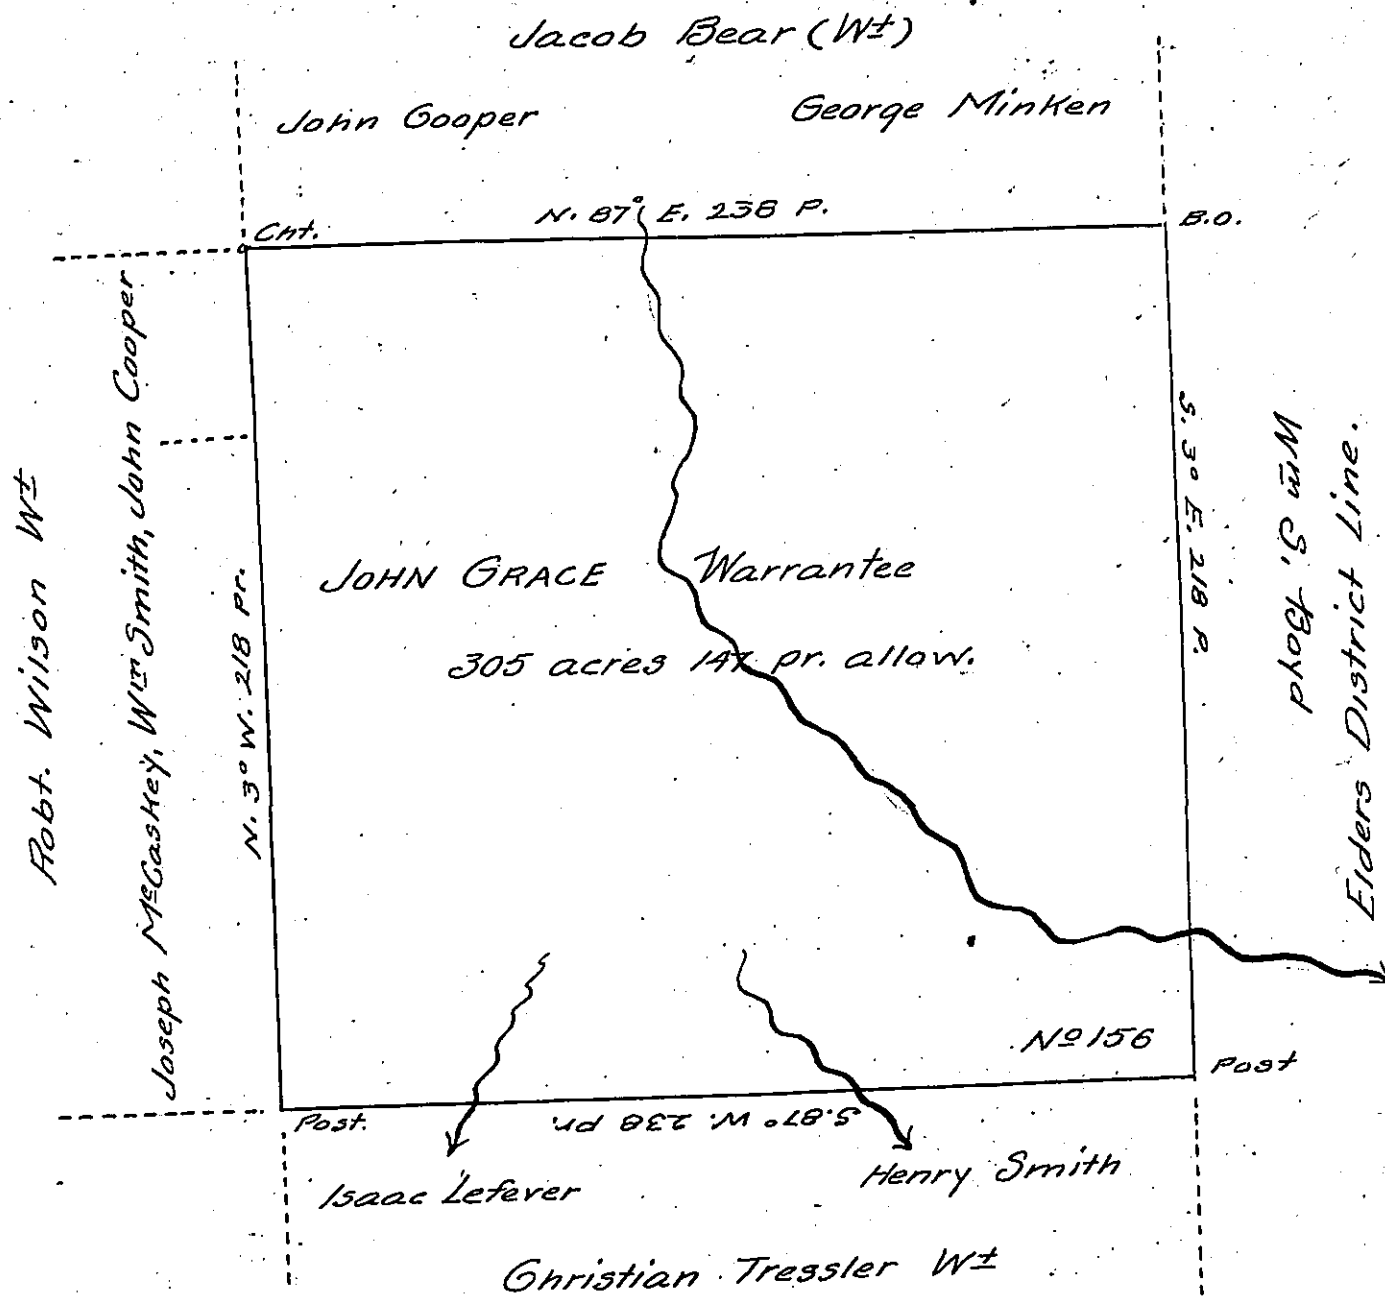 Jacob Bear (Wt)
John Cooper
George Minken
N. 87° E. 238 P.
Cnt.
B.O.
Robt. Wilson Wt
Joseph McCaskey, Wm Smith, John Cooper
N. 3° W. 218 Pr.
JOHN GRACE Warrantee
305 acres 147 pr. allow.
S. 3° E. 218 P.
Wm S. Boyd
Elders District Line.
No 156
Post
Post.
S. 87° W. 238 pr.
Isaac Lefever
Henry Smith
Christian Tressler Wt